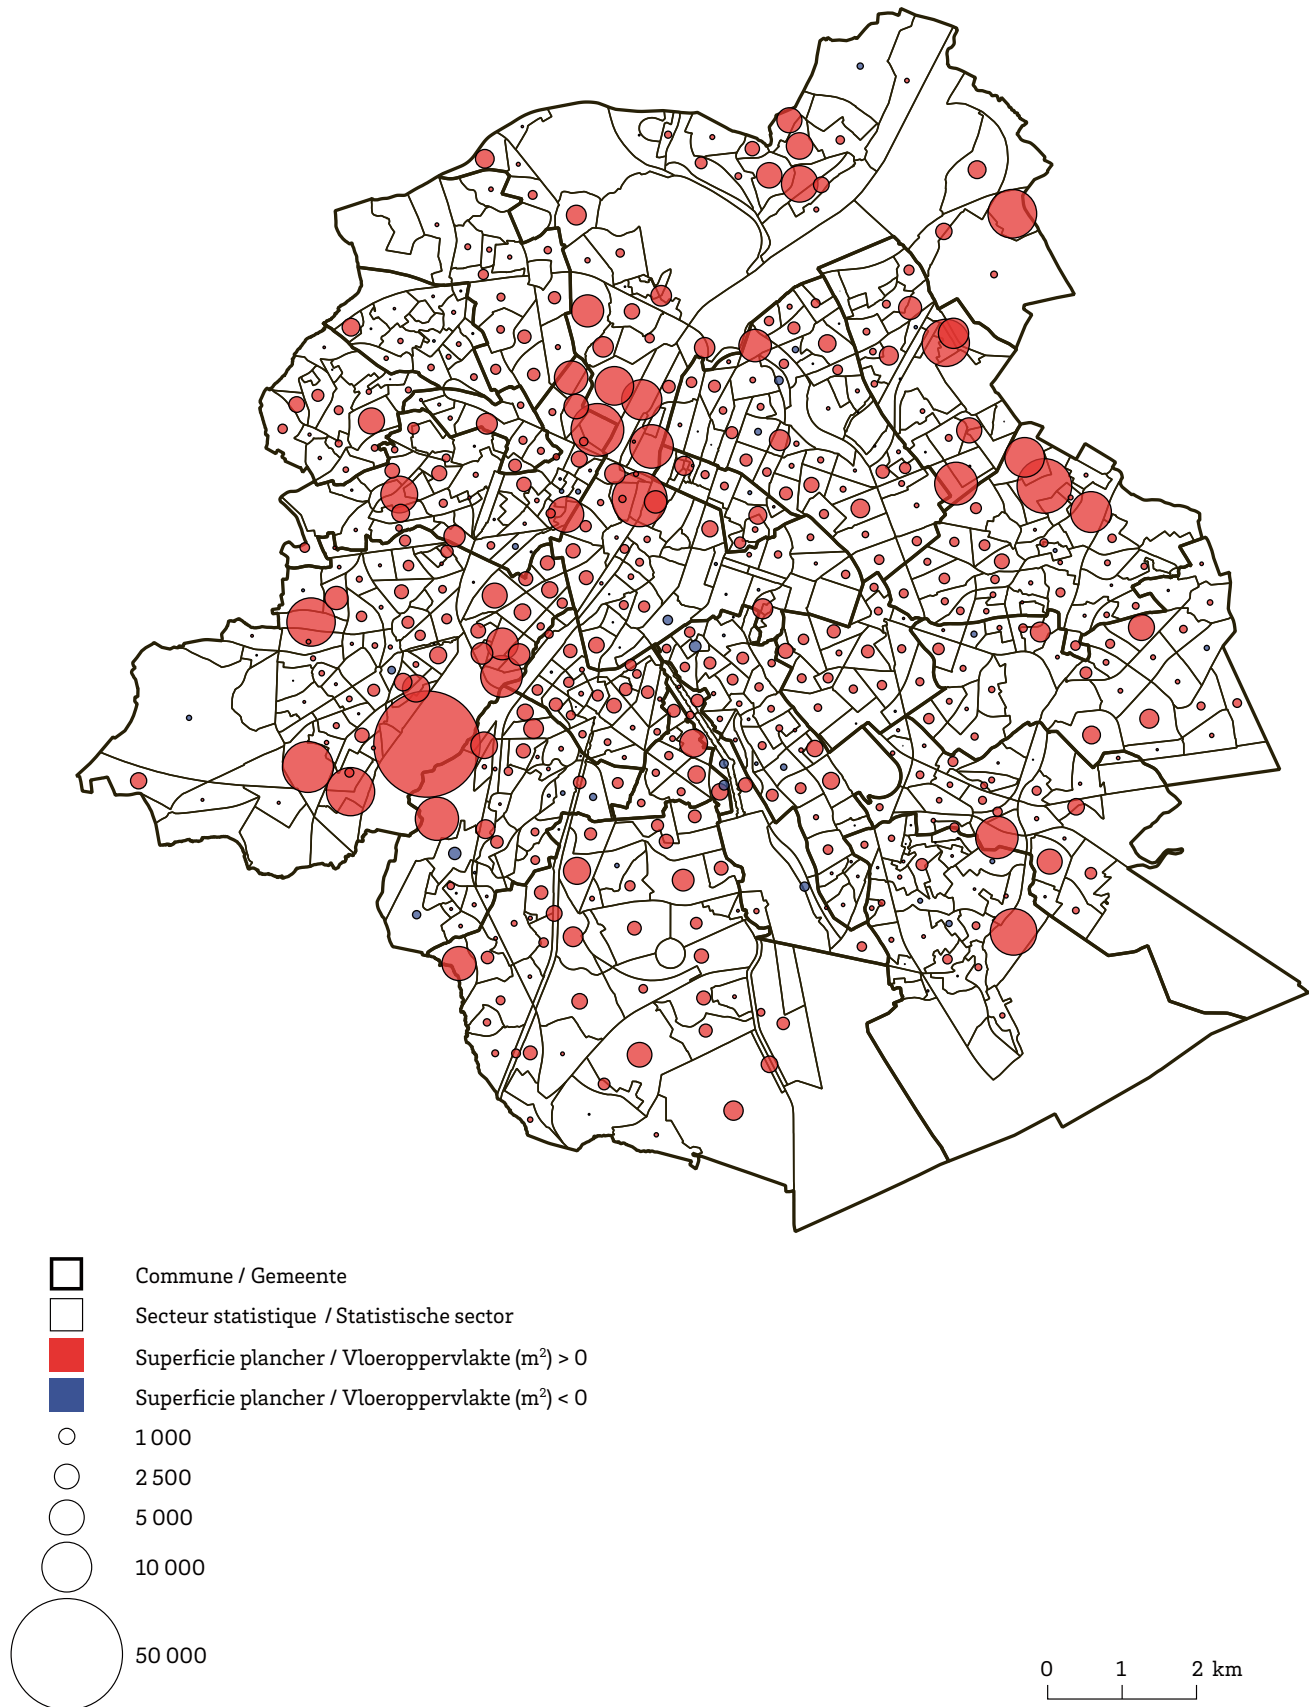 Commune / Gemeente
Secteur statistique / Statistische sector
Superficie plancher / Vloeroppervlakte (m²) > 0
Superficie plancher / Vloeroppervlakte (m²) < 0
1 000
2 500
5 000
10 000
50 000
0 1 2 km